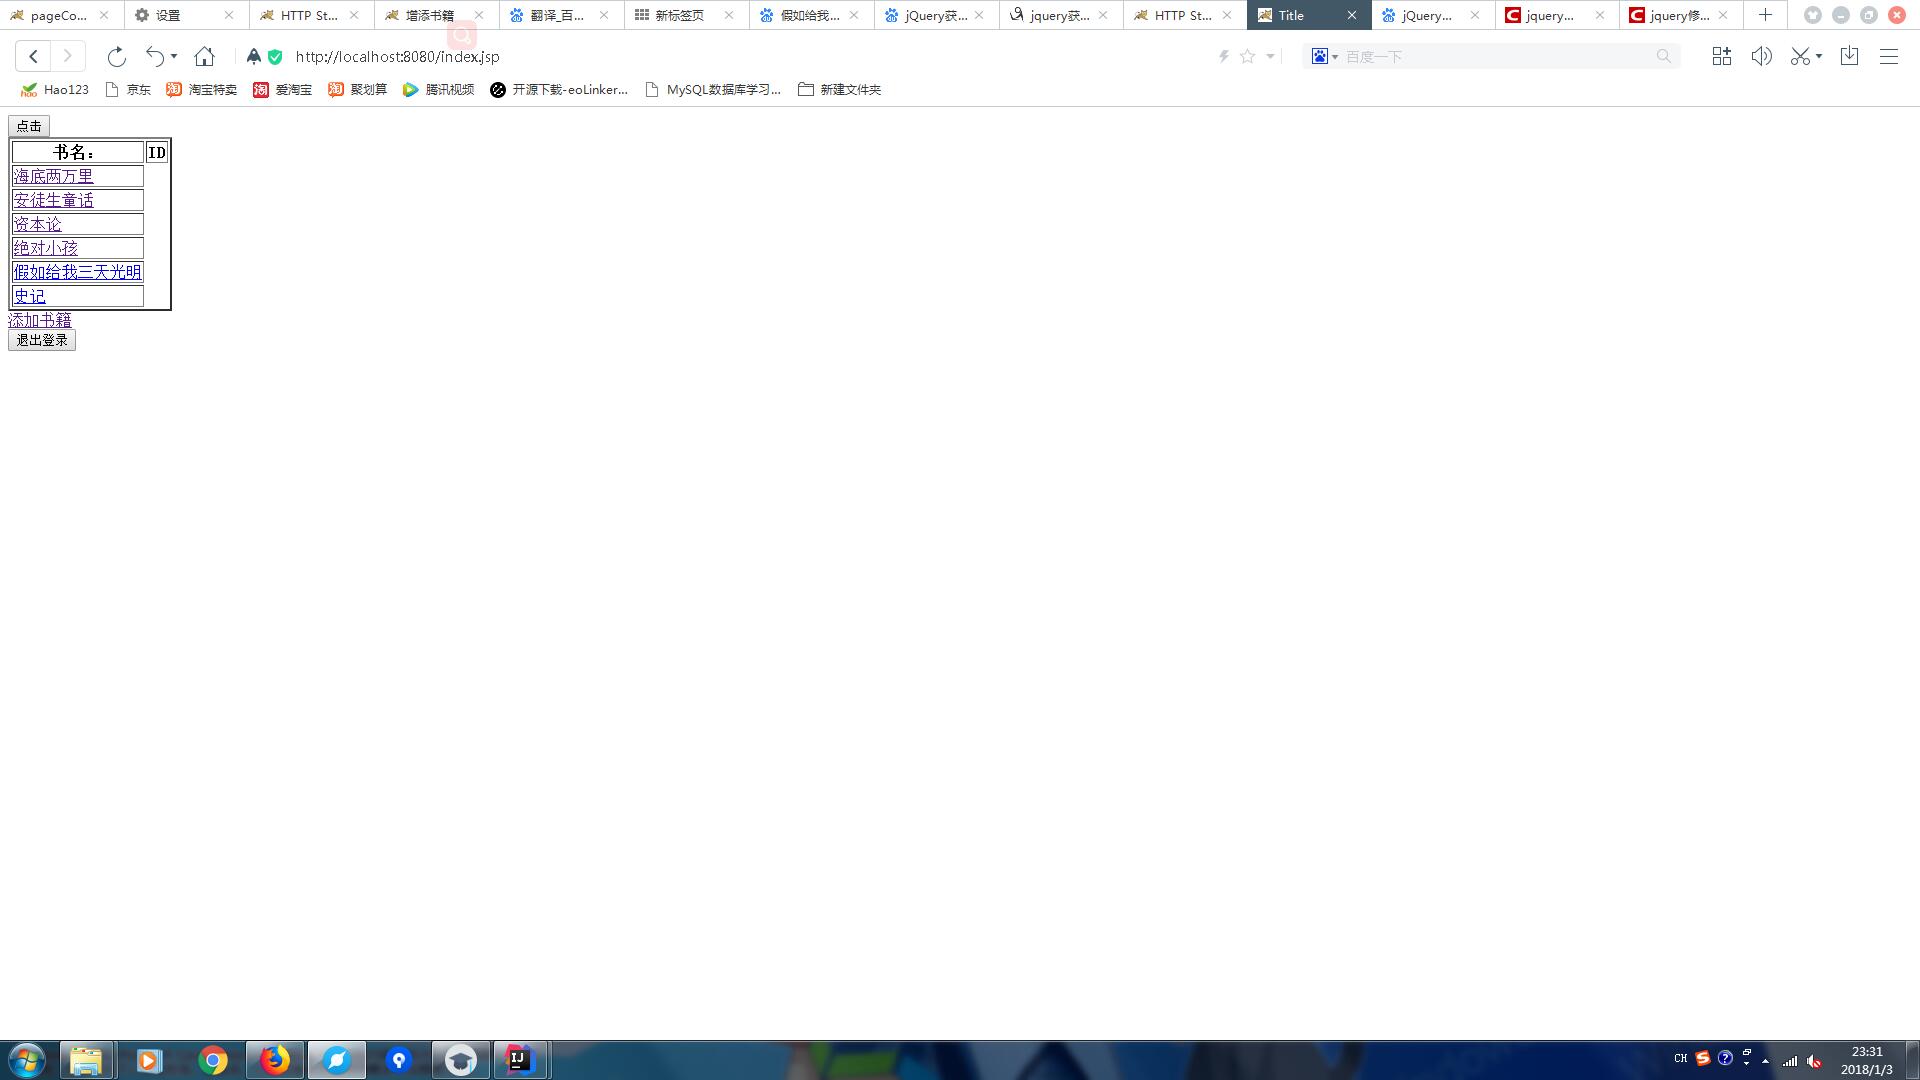 pageCo... 设置 HTTP St... 增添书籍 翻译_百... 新标签页 假如给我... jQuery获... jquery获... HTTP St... Title jQuery... jquery... jquery修...
http://localhost:8080/index.jsp 百度一下
Hao123 京东 淘宝特卖 爱淘宝 聚划算 腾讯视频 开源下载-eoLinker... MySQL数据库学习... 新建文件夹
点击
书名： ID
海底两万里
安徒生童话
资本论
绝对小孩
假如给我三天光明
史记
添加书籍
退出登录
CH 23:31
2018/1/3